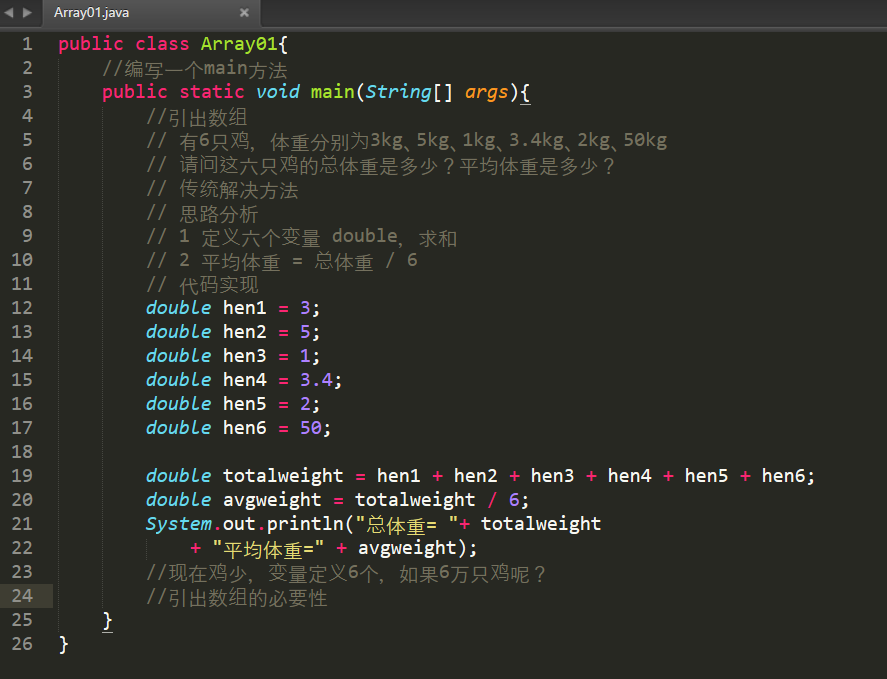 Array01.java
1 public class Array01{
2 //编写一个main方法
3 public static void main(String[] args){
4 //引出数组
5 // 有6只鸡, 体重分别为3kg、5kg、1kg、3.4kg、2kg、50kg
6 // 请问这六只鸡的总体重是多少？平均体重是多少？
7 // 传统解决方法
8 // 思路分析
9 // 1 定义六个变量 double, 求和
10 // 2 平均体重 = 总体重 / 6
11 // 代码实现
12 double hen1 = 3;
13 double hen2 = 5;
14 double hen3 = 1;
15 double hen4 = 3.4;
16 double hen5 = 2;
17 double hen6 = 50;
18
19 double totalweight = hen1 + hen2 + hen3 + hen4 + hen5 + hen6;
20 double avgweight = totalweight / 6;
21 System.out.println("总体重= "+ totalweight
22 + "平均体重=" + avgweight);
23 //现在鸡少, 变量定义6个, 如果6万只鸡呢？
24 //引出数组的必要性
25 }
26 }